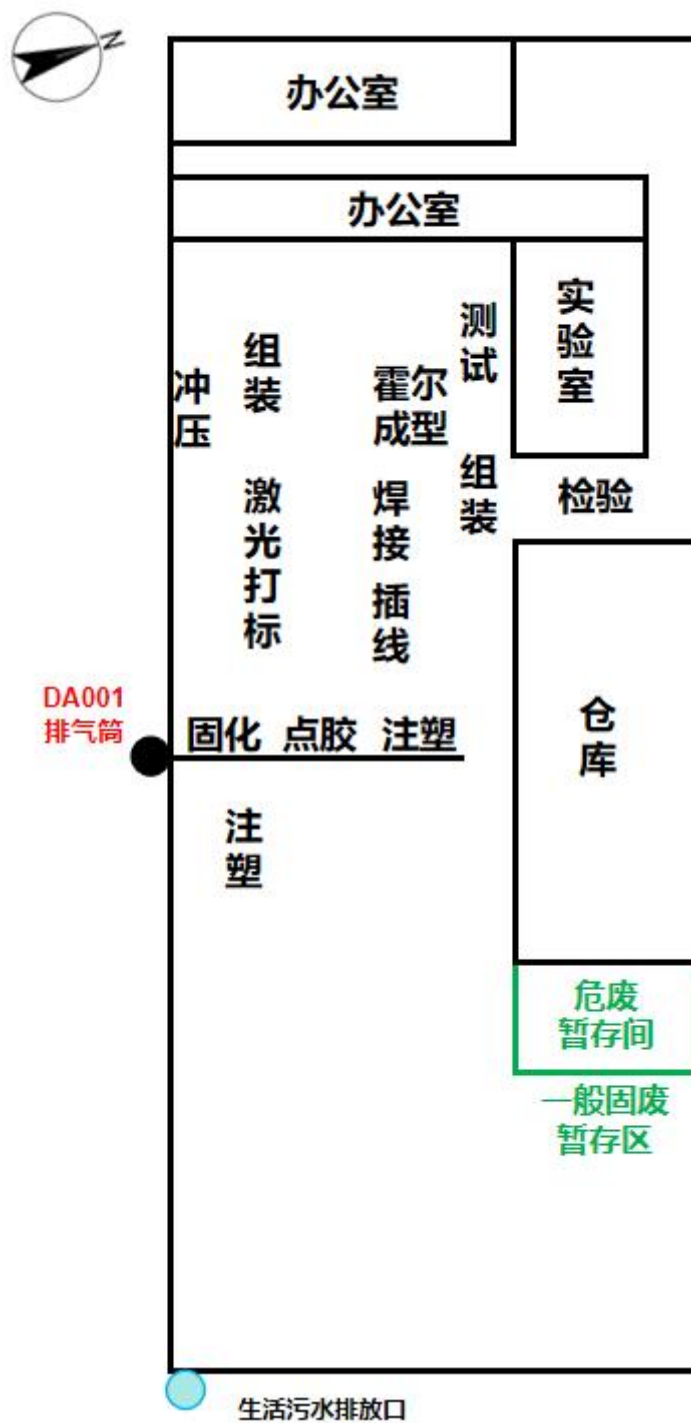 N
办公室
办公室
实验室
测试
组装
冲压
霍尔
成型
组装
检验
激光打标
焊接
插线
DA001
排气筒
仓库
固化 点胶 注塑
注塑
危废
暂存间
一般固废
暂存区
生活污水排放口